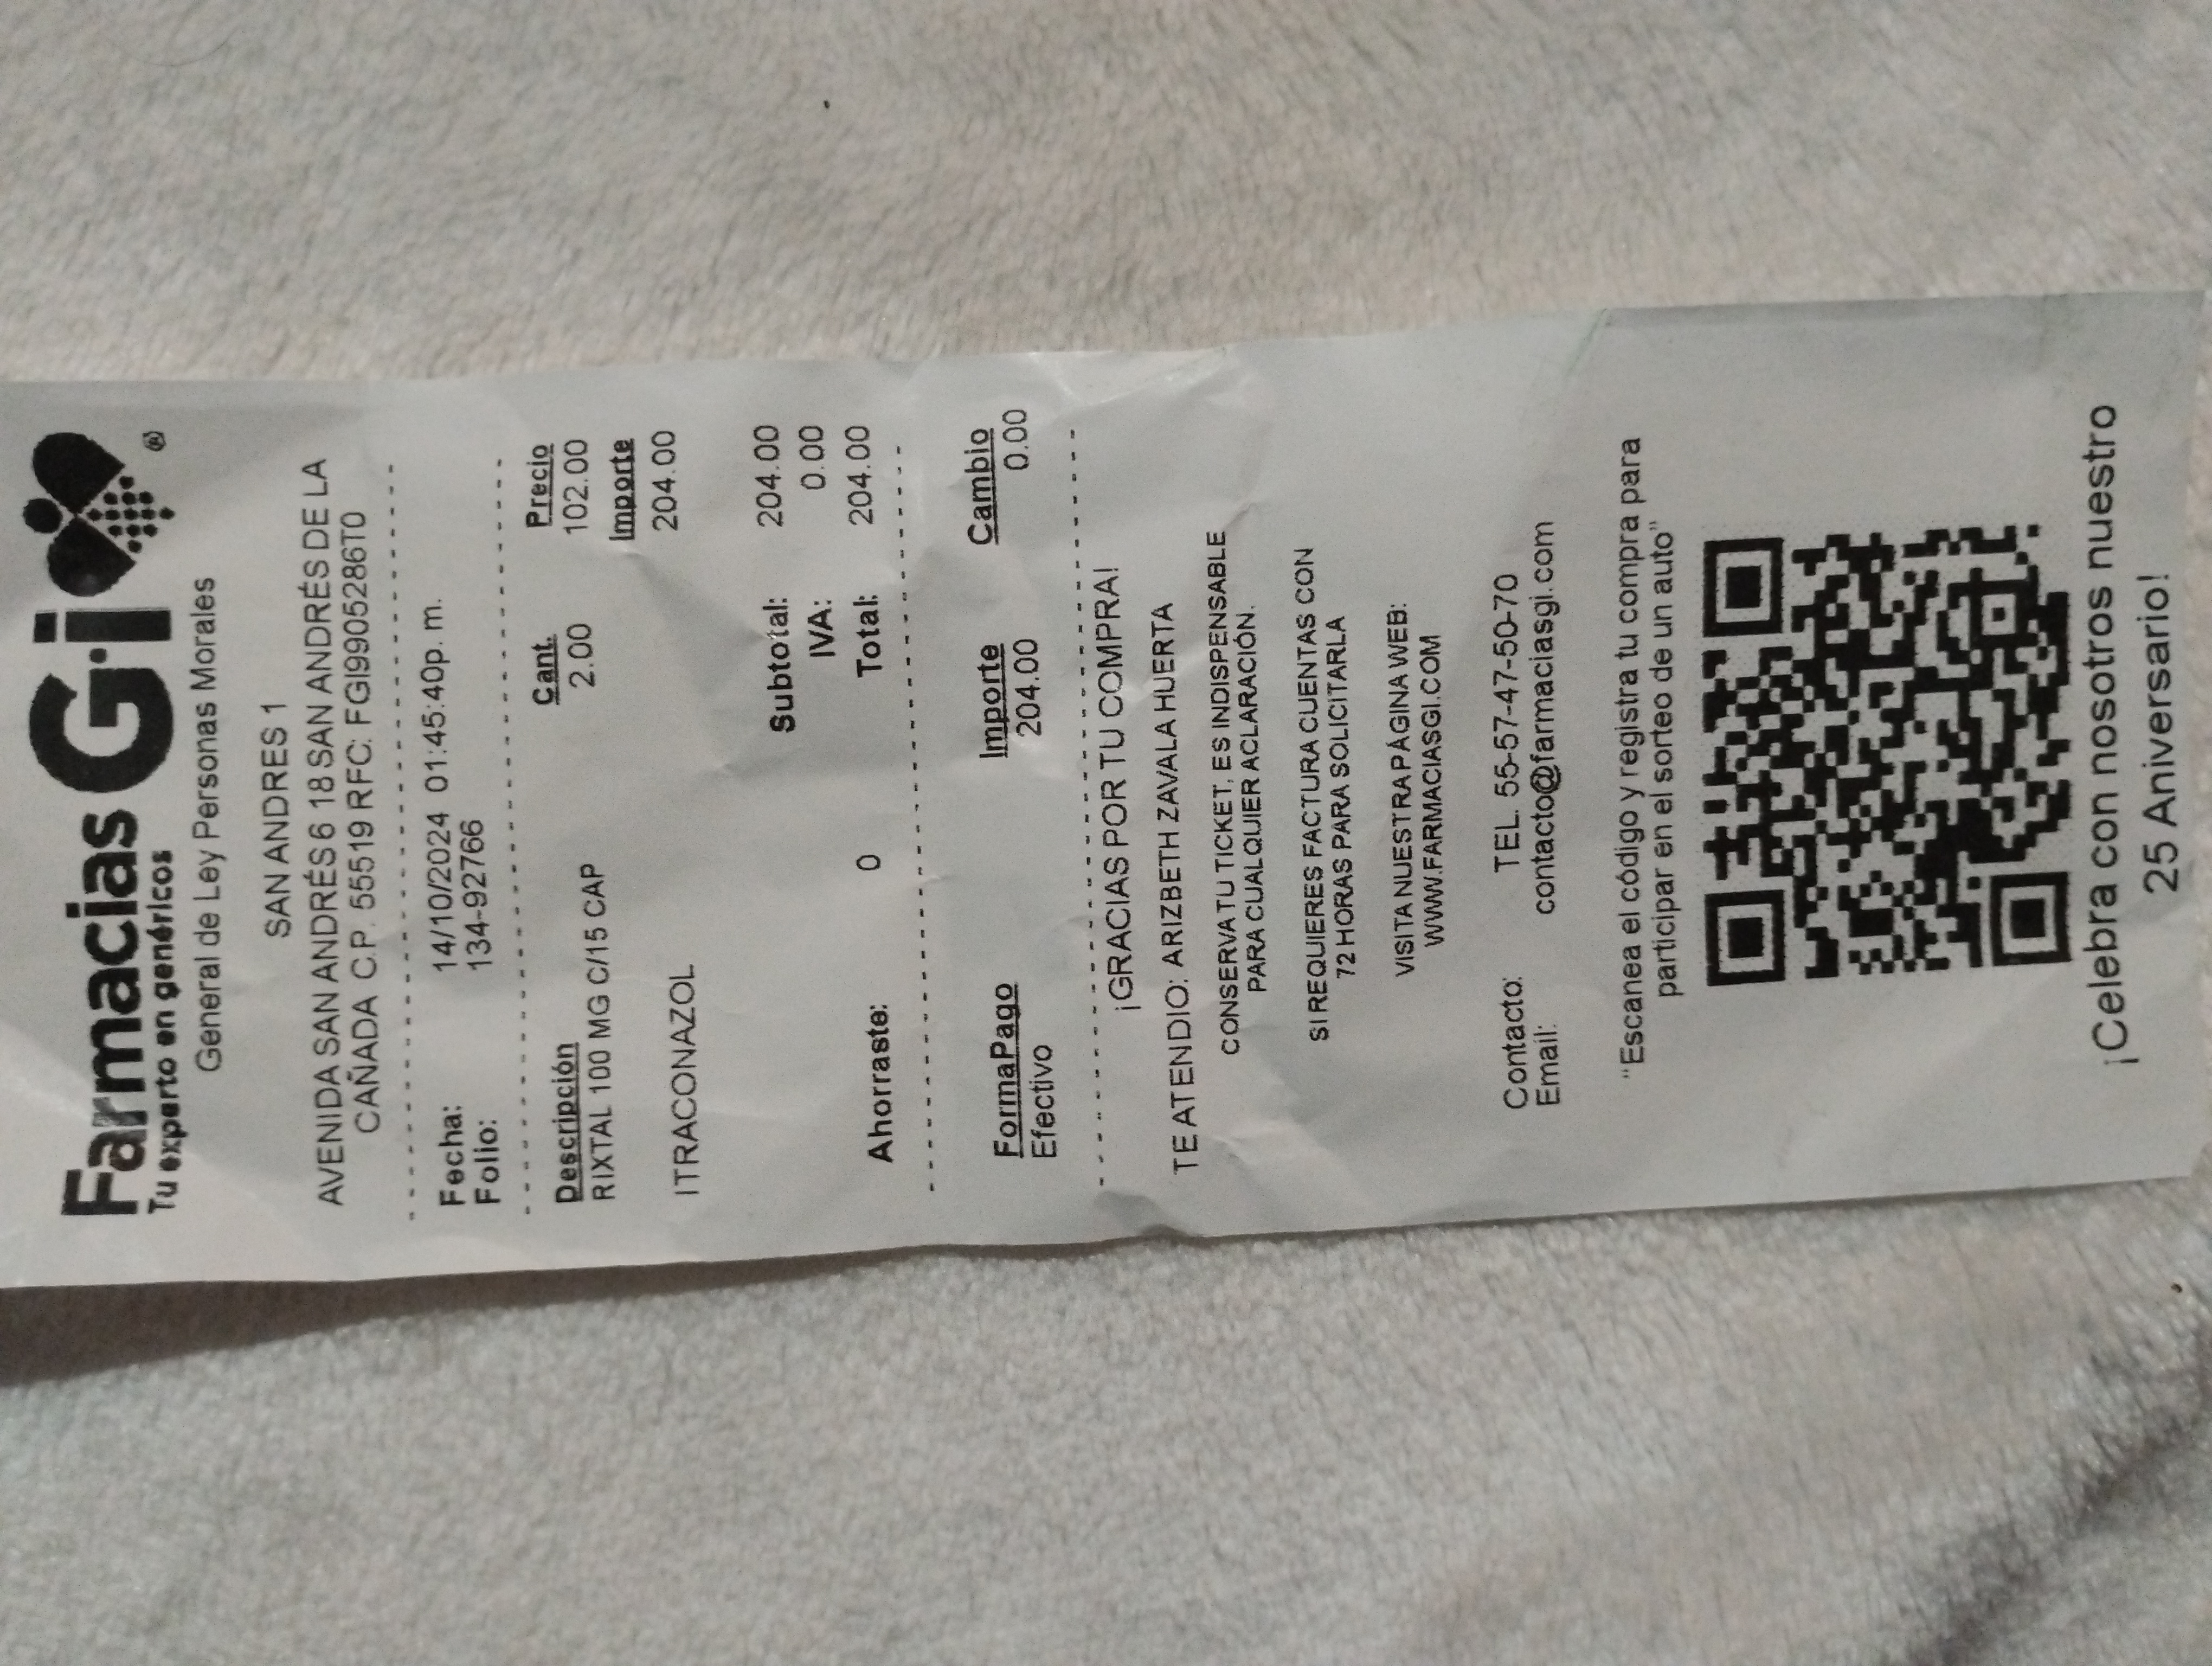 Farmacias Gi ®
Tu experto en genéricos
General de Ley Personas Morales
SAN ANDRES 1
AVENIDA SAN ANDRÉS 6 18 SAN ANDRÉS DE LA
CAÑADA C.P. 55519 RFC: FGI9905286T0
Fecha: 14/10/2024 01:45:40p. m.
Folio: 134-92766
Descripción Cant. Precio
RIXTAL 100 MG C/15 CAP 2.00 102.00
Importe
ITRACONAZOL 204.00
Subtotal: 204.00
IVA: 0.00
Ahorraste: 0 Total: 204.00
FormaPago Importe Cambio
Efectivo 204.00 0.00
¡GRACIAS POR TU COMPRA!
TE ATENDIO: ARIZBETH ZAVALA HUERTA
CONSERVA TU TICKET, ES INDISPENSABLE
PARA CUALQUIER ACLARACIÓN.
SI REQUIERES FACTURA CUENTAS CON
72 HORAS PARA SOLICITARLA
VISITA NUESTRA PÁGINA WEB:
WWW.FARMACIASGI.COM
Contacto: TEL. 55-57-47-50-70
Email: contacto@farmaciasgi.com
"Escanea el código y registra tu compra para
participar en el sorteo de un auto"
¡Celebra con nosotros nuestro
25 Aniversario!